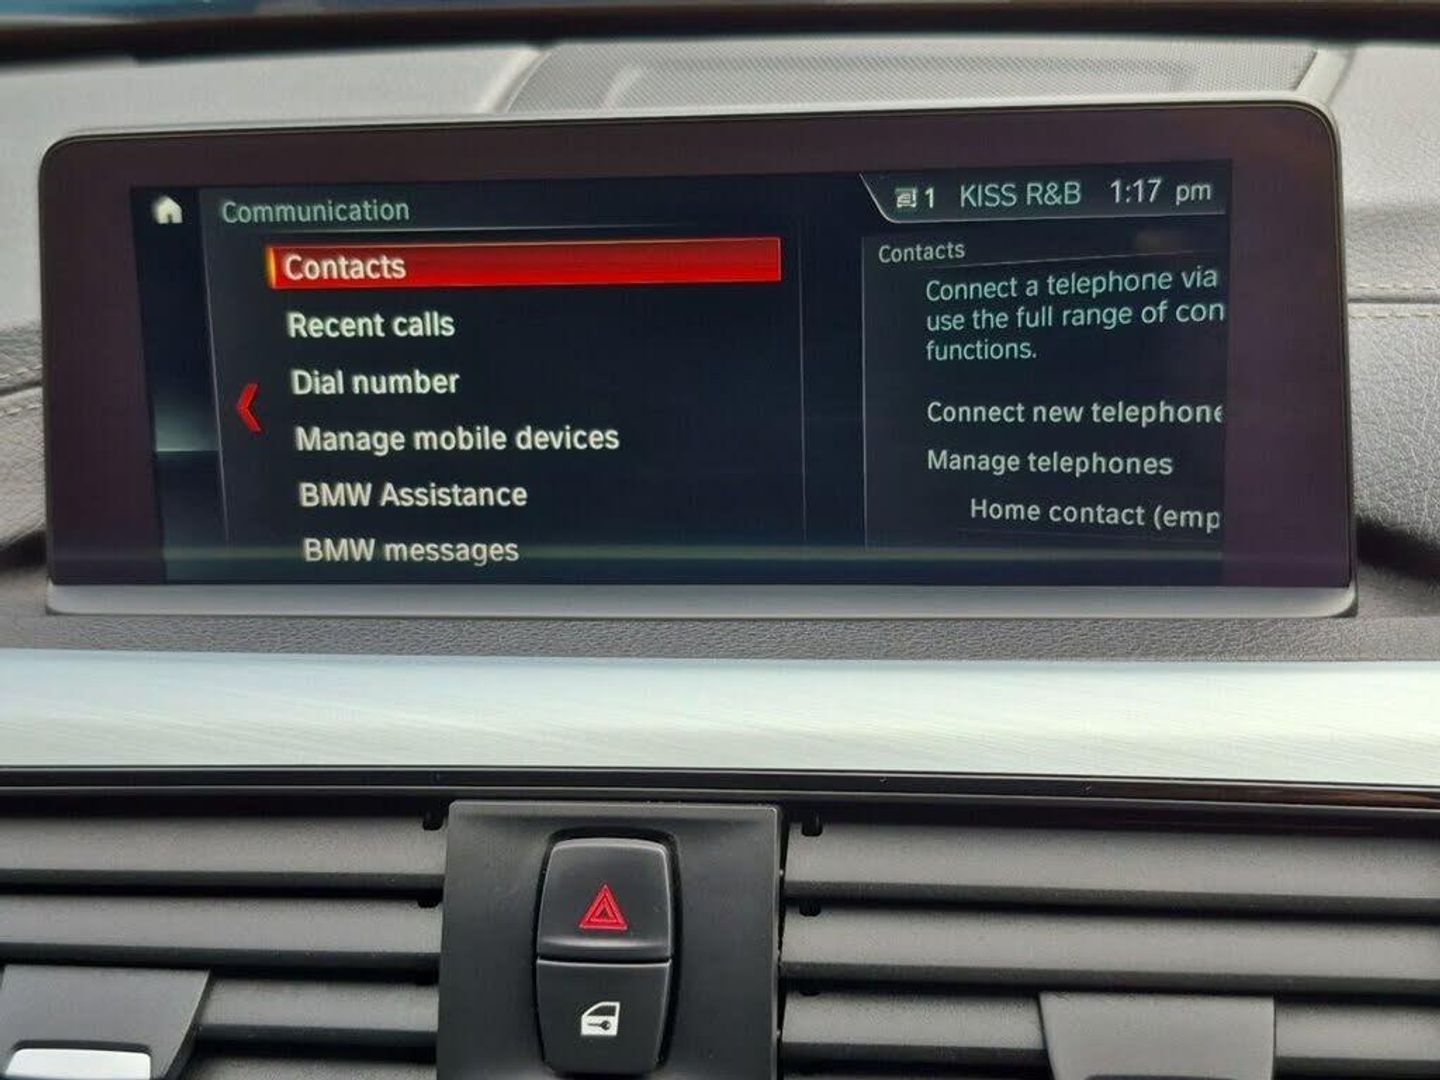 Communication
1 KISS R&B 1:17 pm
Contacts
Recent calls
Dial number
Manage mobile devices
BMW Assistance
BMW messages
Contacts
Connect a telephone via
use the full range of con
functions.
Connect new telephone
Manage telephones
Home contact (emp